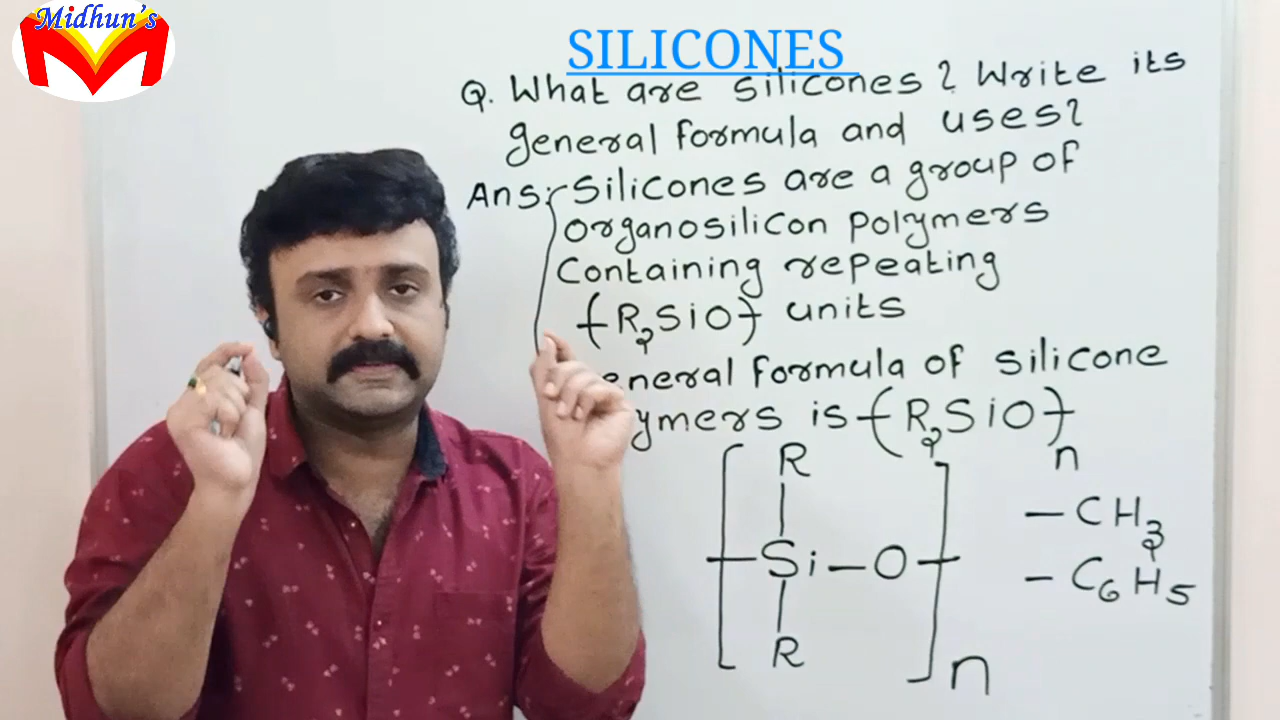 Midhun's
SILICONES
Q. What are silicones? Write its
general formula and uses?
Ans: Silicones are a group of
organosilicon polymers
Containing repeating
-(R₂SiO)- units
eneral formula of silicone
ymers is -(R₂SiO)-n
R
-Si-O-
R
n
-CH₃
-C₆H₅